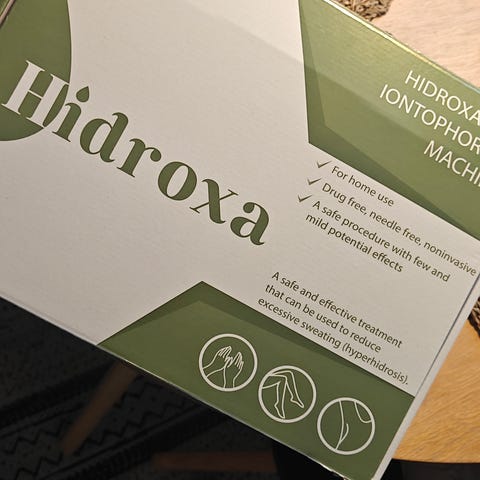 Hidroxa
HIDROXA
IONTOPHOR
MACHI
For home use
Drug free, needle free, noninvasive
A safe procedure with few and
mild potential effects
A safe and effective treatment
that can be used to reduce
excessive sweating (hyperhidrosis).